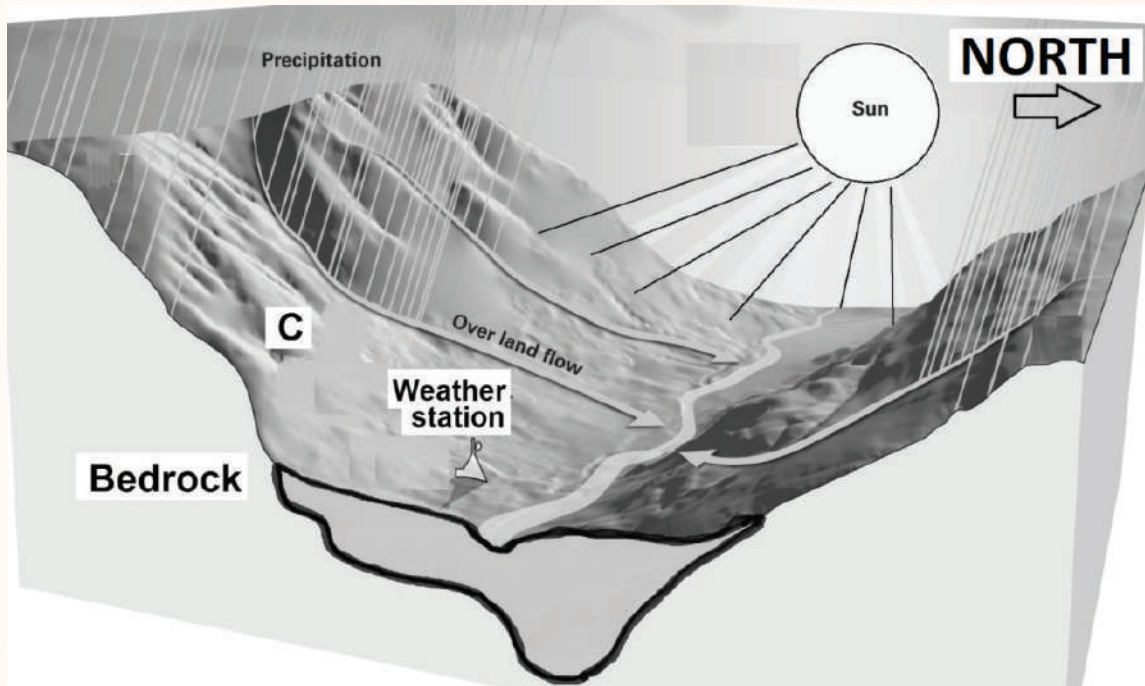 Precipitation
NORTH
Sun
C
Over land flow
Weather
station
Bedrock